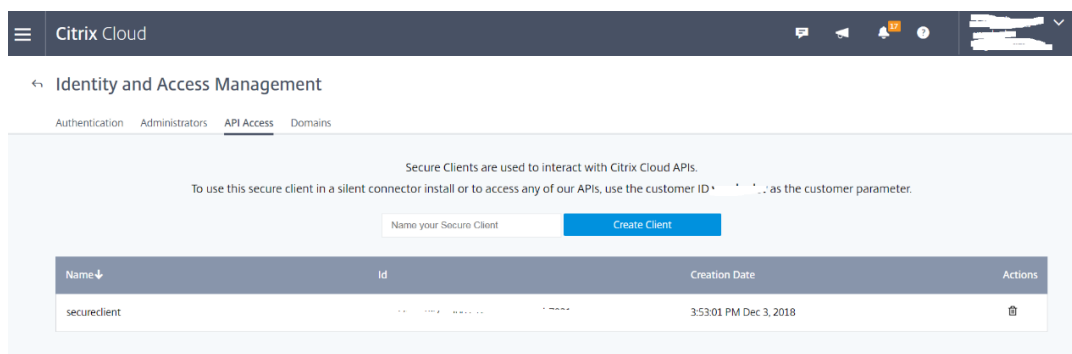 Citrix Cloud
17
?
Identity and Access Management
Authentication Administrators API Access Domains
Secure Clients are used to interact with Citrix Cloud APIs.
To use this secure client in a silent connector install or to access any of our APIs, use the customer ID as the customer parameter.
Name your Secure Client Create Client
Name Id Creation Date Actions
secureclient 3:53:01 PM Dec 3, 2018